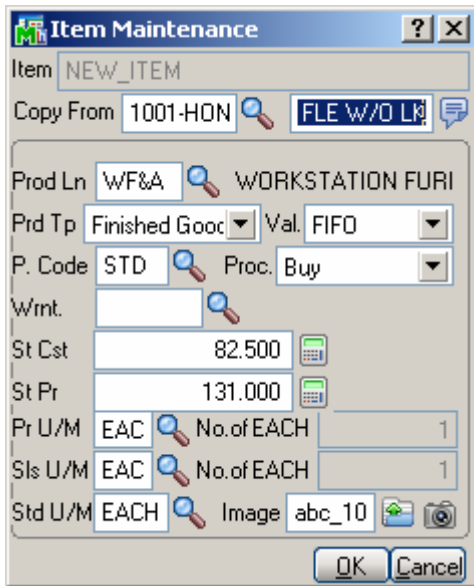 Item Maintenance
Item NEW_ITEM
Copy From 1001-HON FLE W/O LK
Prod Ln WF&A WORKSTATION FURI
Prd Tp Finished Good Val. FIFO
P. Code STD Proc. Buy
Wrnt.
St Cst 82.500
St Pr 131.000
Pr U/M EAC No.of EACH 1
Sls U/M EAC No.of EACH 1
Std U/M EACH Image abc_10
OK Cancel